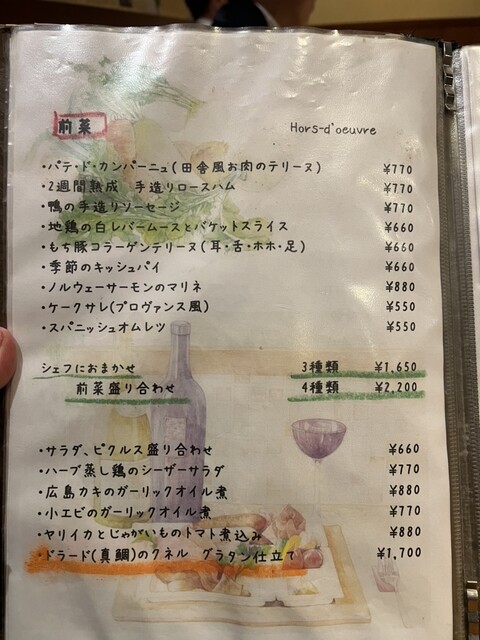 前菜 Hors-d'oeuvre
・パテ・ド・カンパーニュ(田舎風お肉のテリーヌ) ¥770
・2週間熟成 手造りロースハム ¥770
・鴨の手造りソーセージ ¥770
・地鶏の白レバームースとバケットスライス ¥660
・もち豚コラーゲンテリーヌ(耳・舌・ホホ・足) ¥660
・季節のキッシュパイ ¥660
・ノルウェーサーモンのマリネ ¥880
・ケークサレ(プロヴァンス風) ¥550
・スパニッシュオムレツ ¥550
シェフにおまかせ 3種類 ¥1,650
前菜盛り合わせ 4種類 ¥2,200
・サラダ、ピクルス盛り合わせ ¥660
・ハーブ蒸し鶏のシーザーサラダ ¥770
・広島カキのガーリックオイル煮 ¥880
・小エビのガーリックオイル煮 ¥770
・ヤリイカとじゃがいものトマト煮込み ¥880
・ドラード(真鯛)のクネル グラタン仕立て ¥1,700